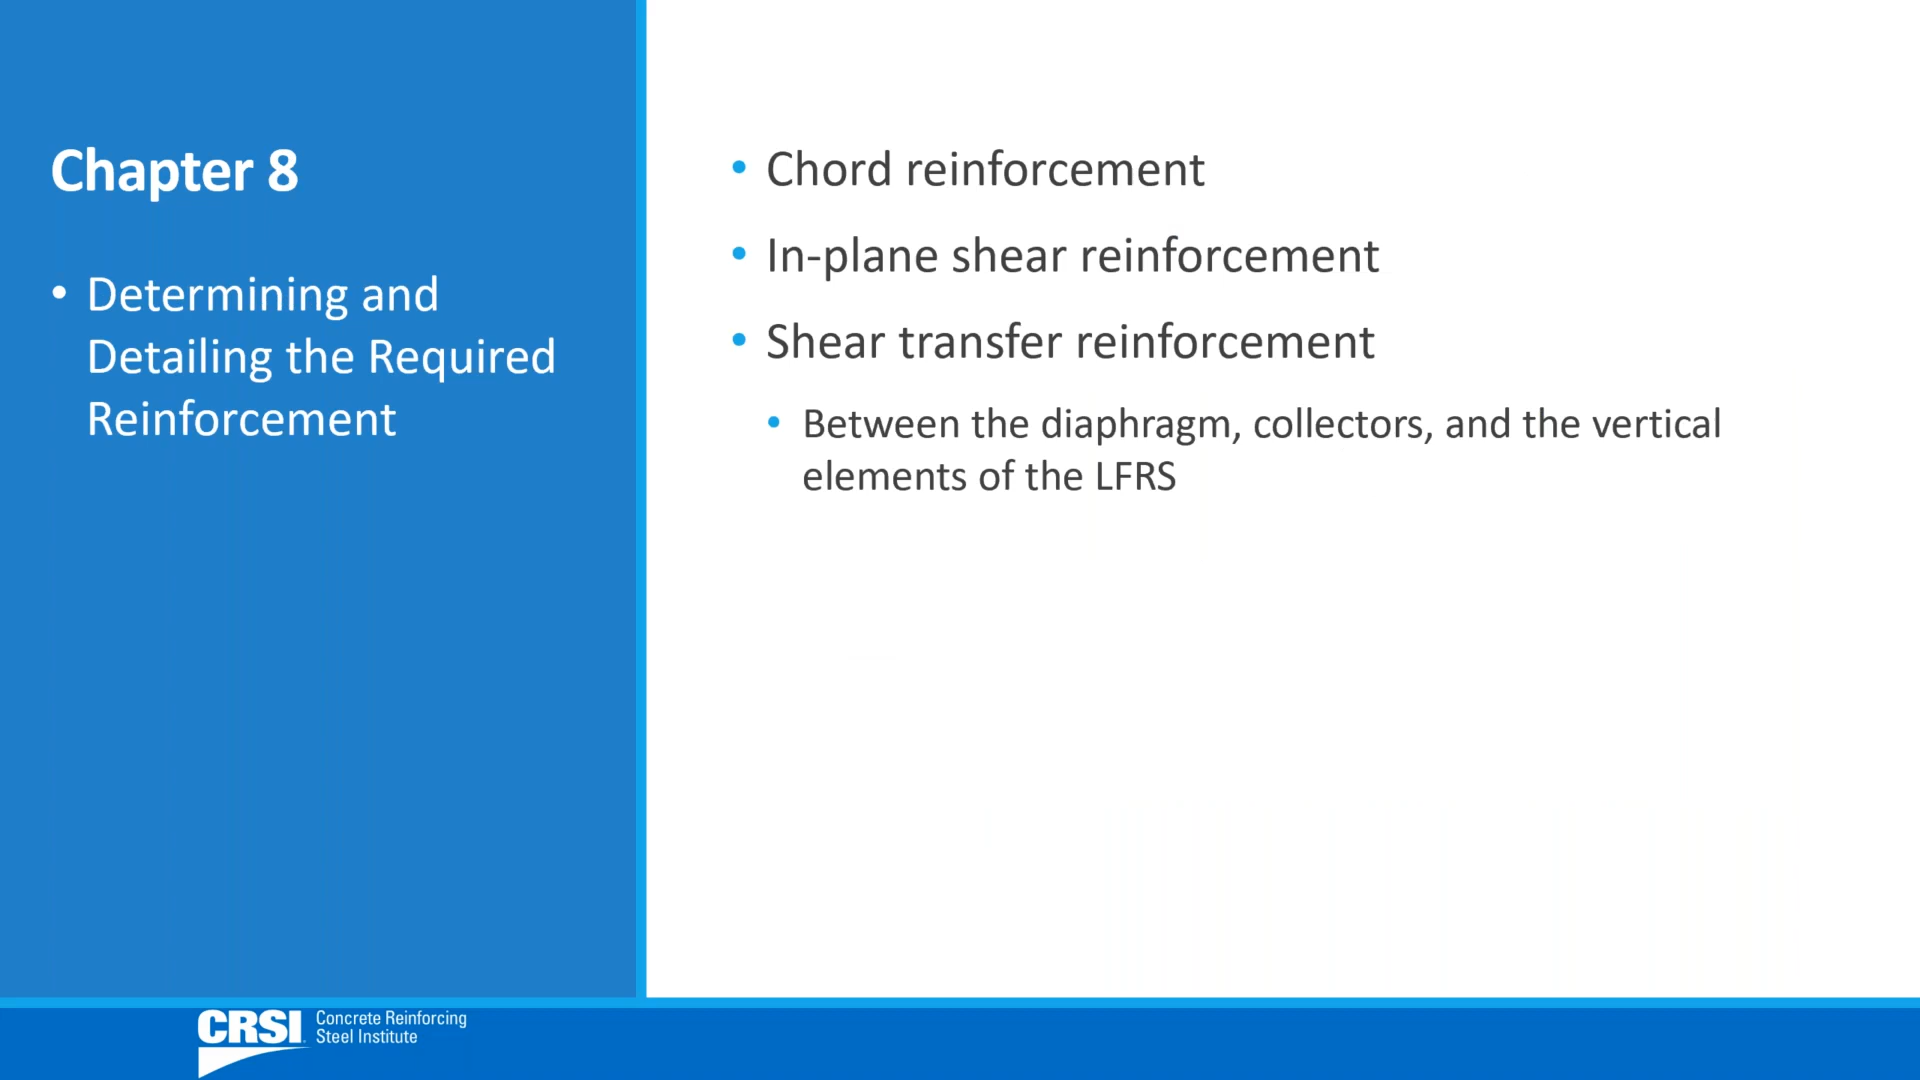 Chapter 8
• Determining and
Detailing the Required
Reinforcement
• Chord reinforcement
• In-plane shear reinforcement
• Shear transfer reinforcement
• Between the diaphragm, collectors, and the vertical
elements of the LFRS
CRSI
Concrete Reinforcing
Steel Institute